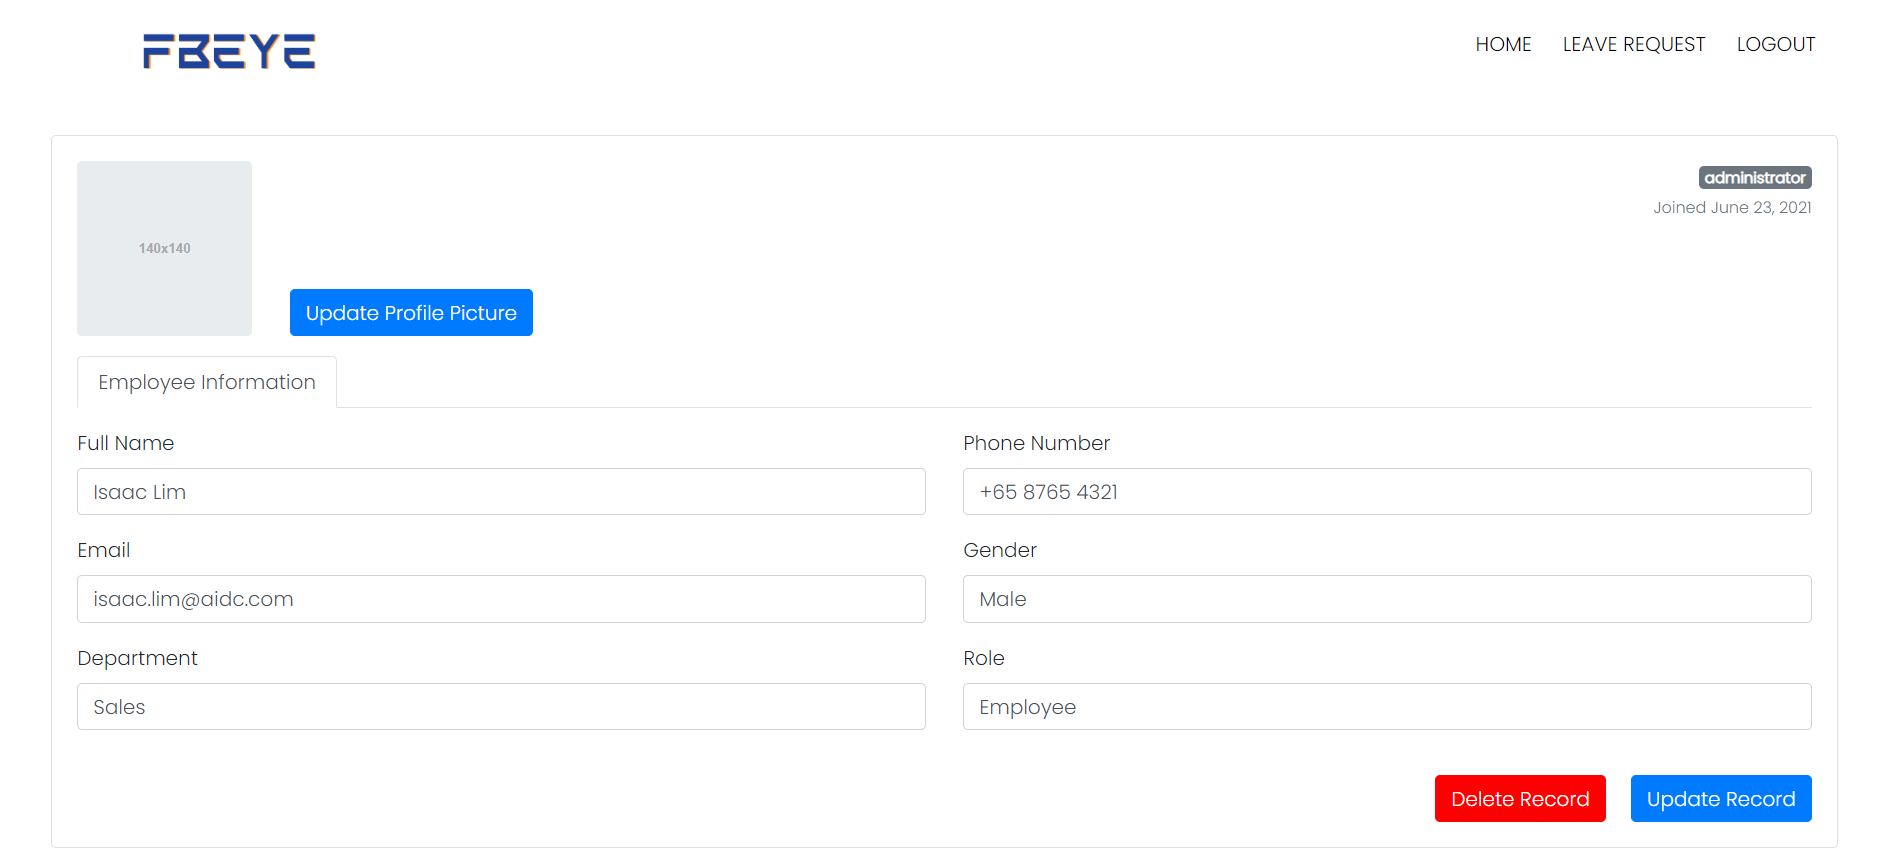 FBEYE
HOME LEAVE REQUEST LOGOUT
administrator
Joined June 23, 2021
140x140
Update Profile Picture
Employee Information
Full Name
Isaac Lim
Phone Number
+65 8765 4321
Email
isaac.lim@aidc.com
Gender
Male
Department
Sales
Role
Employee
Delete Record
Update Record